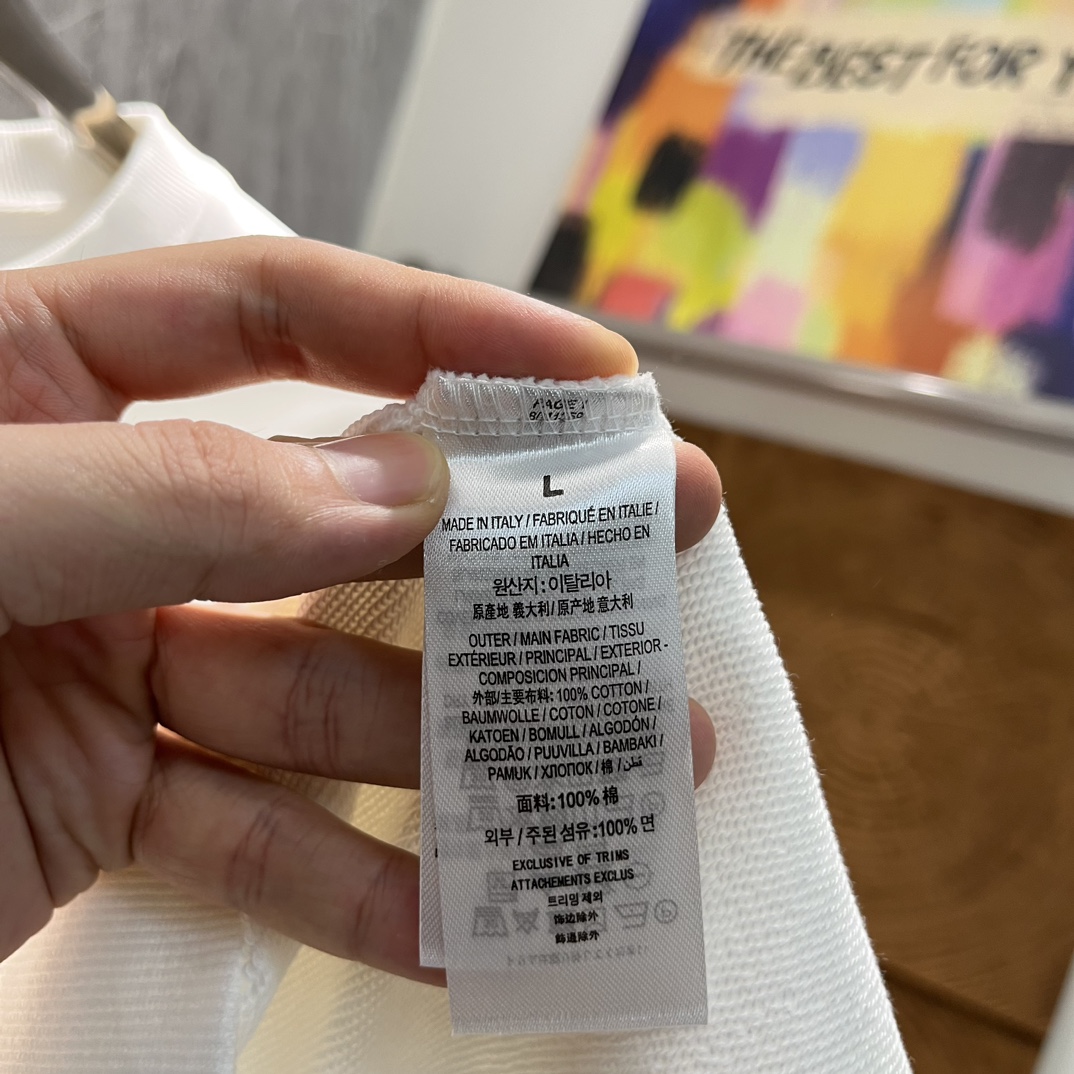 THE BEST FOR
PAGE 1
L
MADE IN ITALY / FABRIQUÉ EN ITALIE /
FABRICADO EM ITALIA / HECHO EN
ITALIA
원산지 : 이탈리아
原產地 義大利 / 原产地 意大利
OUTER / MAIN FABRIC / TISSU
EXTÉRIEUR / PRINCIPAL / EXTERIOR -
COMPOSICION PRINCIPAL /
外部/主要布料: 100% COTTON /
BAUMWOLLE / COTON / COTONE /
KATOEN / BOMULL / ALGODÓN /
ALGODÃO / PUUVILLA / BAMBAKI /
PAMUK / ХЛОПОК / 棉 / قطن
面料:100% 棉
외부 / 주된 섬유:100% 면
EXCLUSIVE OF TRIMS
ATTACHEMENTS EXCLUS
트리밍 제외
饰边除外
飾邊除外